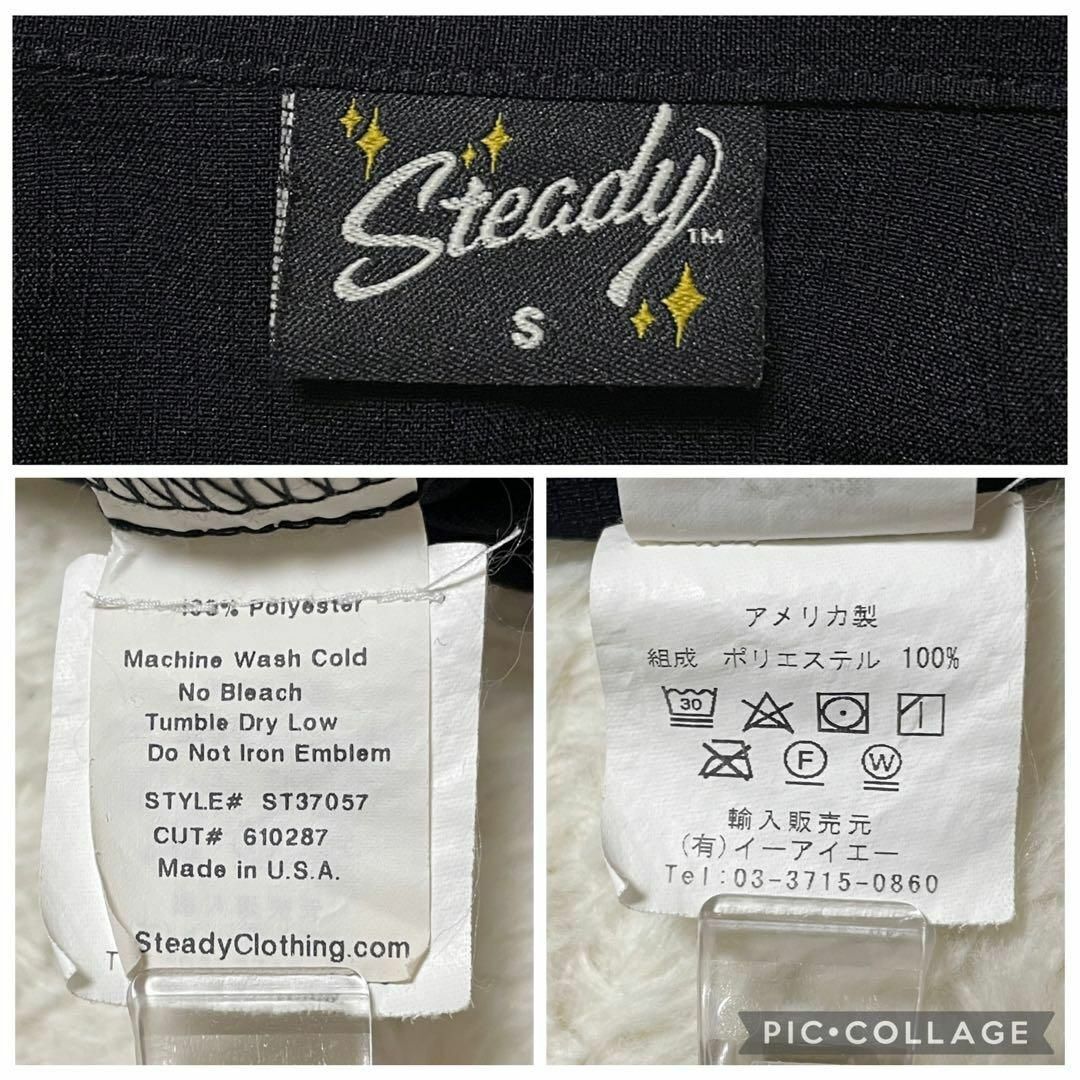 Steady™
S
100% Polyester
Machine Wash Cold
No Bleach
Tumble Dry Low
Do Not Iron Emblem
STYLE# ST37057
CUT# 610287
Made in U.S.A.
SteadyClothing.com
T
アメリカ製
組成 ポリエステル 100%
30
F
W
輸入販売元
(有)イーアイエー
Tel:03-3715-0860
PIC•COLLAGE